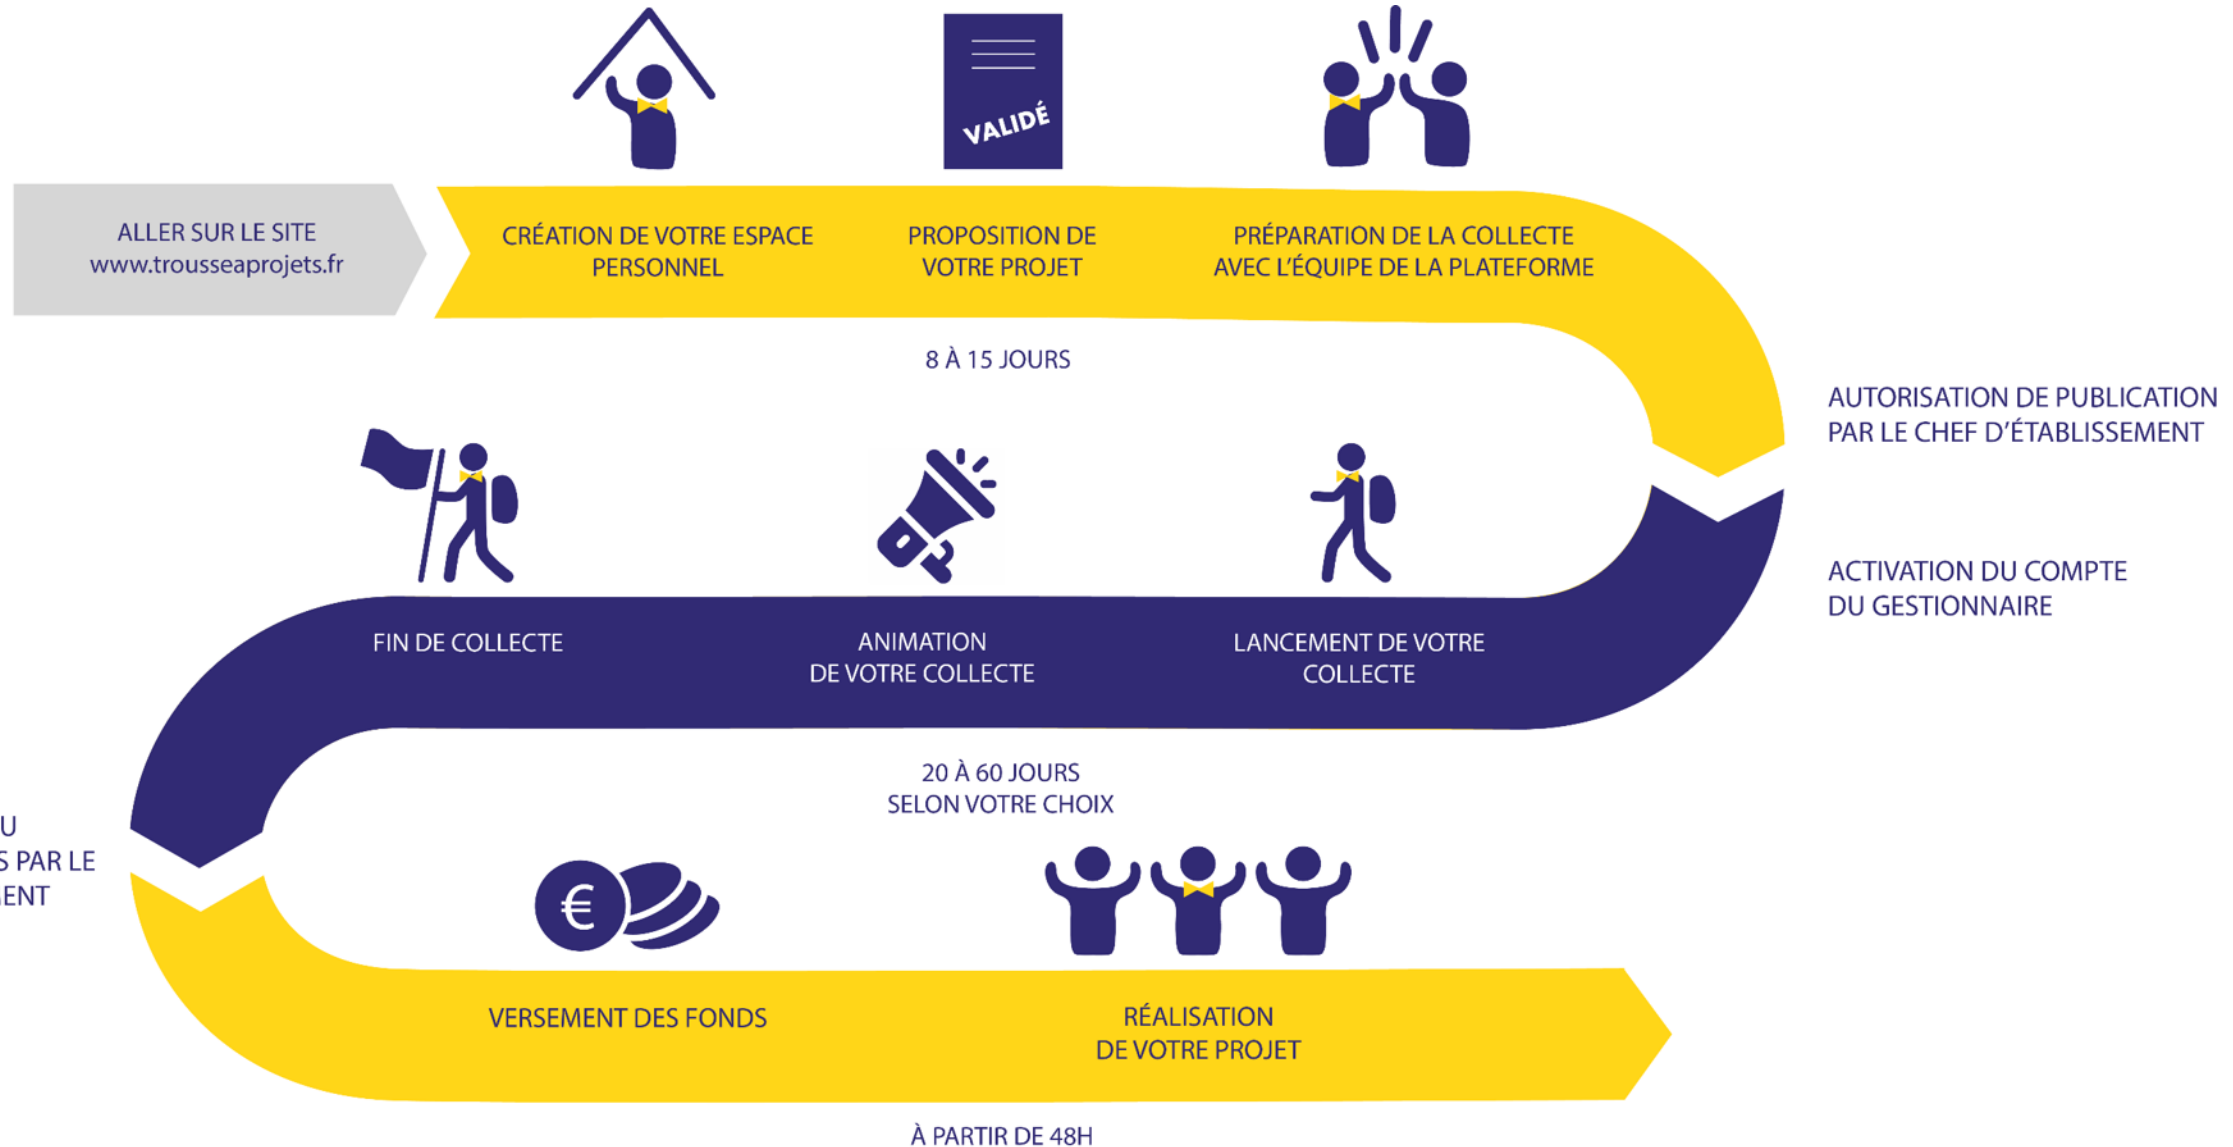 VALIDÉ
ALLER SUR LE SITE
www.trousseaprojets.fr
CRÉATION DE VOTRE ESPACE
PERSONNEL
PROPOSITION DE
VOTRE PROJET
PRÉPARATION DE LA COLLECTE
AVEC L'ÉQUIPE DE LA PLATEFORME
8 À 15 JOURS
AUTORISATION DE PUBLICATION
PAR LE CHEF D'ÉTABLISSEMENT
ACTIVATION DU COMPTE
DU GESTIONNAIRE
LANCEMENT DE VOTRE
COLLECTE
ANIMATION
DE VOTRE COLLECTE
FIN DE COLLECTE
20 À 60 JOURS
SELON VOTRE CHOIX
PAR LE
€
VERSEMENT DES FONDS
RÉALISATION
DE VOTRE PROJET
À PARTIR DE 48H